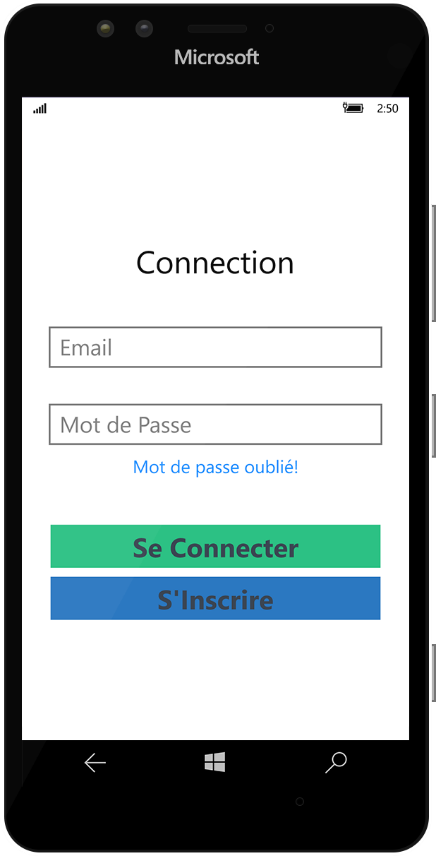 Microsoft
2:50
Connection
Email
Mot de Passe
Mot de passe oublié!
Se Connecter
S'Inscrire